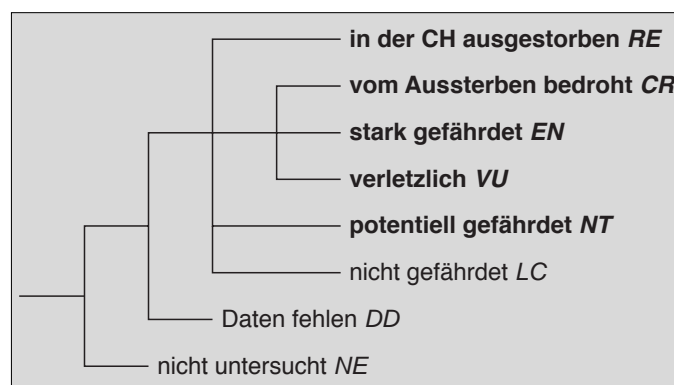 in der CH ausgestorben RE
vom Aussterben bedroht CR
stark gefährdet EN
verletzlich VU
potentiell gefährdet NT
nicht gefährdet LC
Daten fehlen DD
nicht untersucht NE